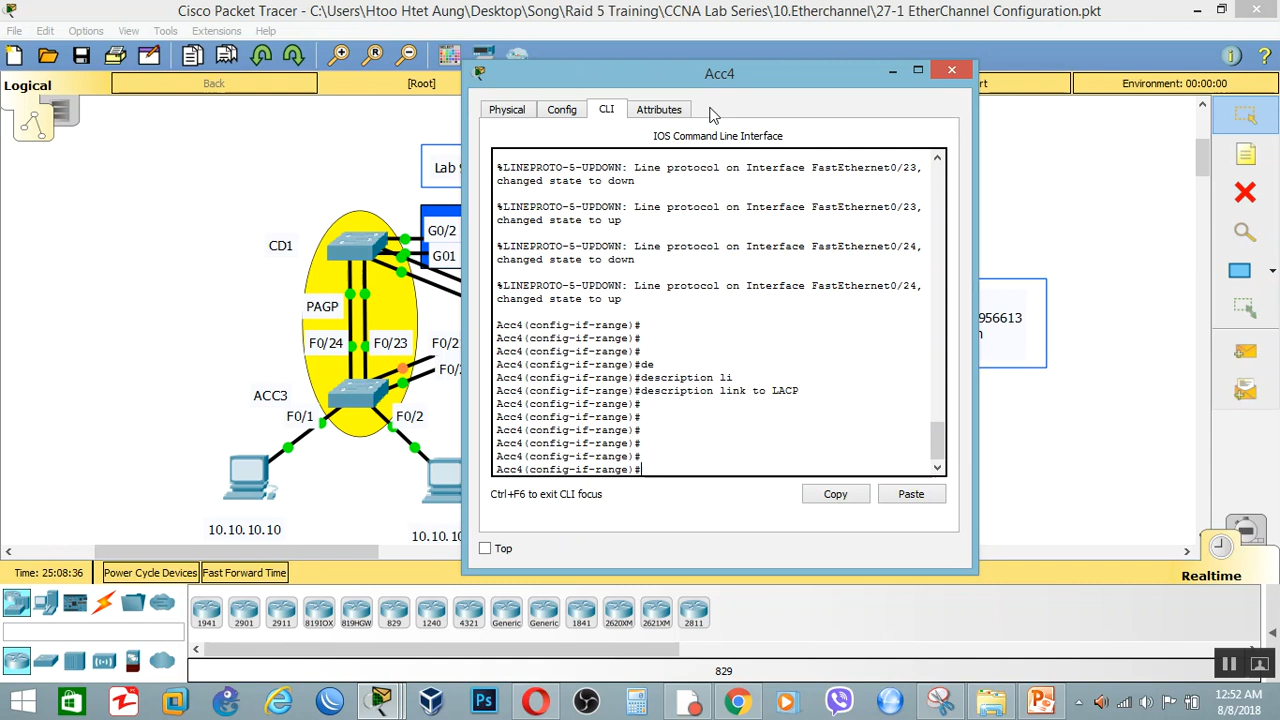 Cisco Packet Tracer - C:\Users\Htoo Htet Aung\Desktop\Song\Raid 5 Training\CCNA Lab Series\10.Etherchannel\27-1 EtherChannel Configuration.pkt
File Edit Options View Tools Extensions Help
Logical
Back
[Root]
Environment: 00:00:00
Acc4
Physical
Config
CLI
Attributes
IOS Command Line Interface
%LINEPROTO-5-UPDOWN: Line protocol on Interface FastEthernet0/23,
changed state to down
%LINEPROTO-5-UPDOWN: Line protocol on Interface FastEthernet0/23,
changed state to up
%LINEPROTO-5-UPDOWN: Line protocol on Interface FastEthernet0/24,
changed state to down
%LINEPROTO-5-UPDOWN: Line protocol on Interface FastEthernet0/24,
changed state to up
Acc4(config-if-range)#
Acc4(config-if-range)#
Acc4(config-if-range)#
Acc4(config-if-range)#de
Acc4(config-if-range)#description li
Acc4(config-if-range)#description link to LACP
Acc4(config-if-range)#
Acc4(config-if-range)#
Acc4(config-if-range)#
Acc4(config-if-range)#
Acc4(config-if-range)#
Acc4(config-if-range)#
Ctrl+F6 to exit CLI focus
Copy
Paste
Top
Lab
CD1
G0/2
G01
PAGP
F0/24
F0/23
ACC3
F0/1
F0/2
10.10.10.10
956613
Time: 25:08:36
Power Cycle Devices
Fast Forward Time
Realtime
1941
2901
2911
819IOX
819HGW
829
1240
4321
Generic
Generic
1841
2620XM
2621XM
2811
829
12:52 AM
8/8/2018